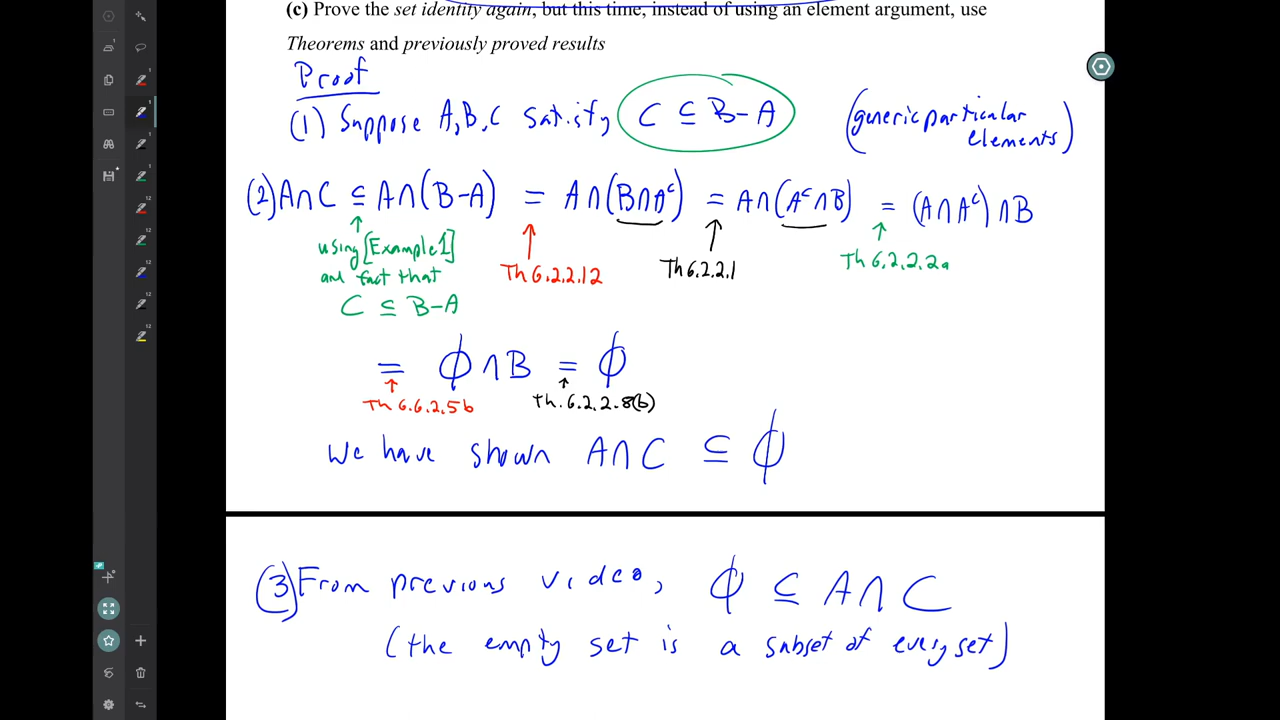 (c) Prove the set identity again, but this time, instead of using an element argument, use
Theorems and previously proved results
Proof
(1) Suppose A, B, C satisfy C ⊆ B-A (generic particular elements)
(2) A∩C ⊆ A∩(B-A) = A∩(B∩Aᶜ) = A∩(Aᶜ∩B) = (A∩Aᶜ)∩B
using [Example 1]
and fact that
C ⊆ B-A
Th 6.2.2.12
Th 6.2.2.1
Th 6.2.2.2a
= ϕ∩B = ϕ
Th 6.6.2.5b
Th. 6.2.2.8(b)
We have shown A∩C ⊆ ϕ
(3) From previous video, ϕ ⊆ A∩C
(the empty set is a subset of every set)